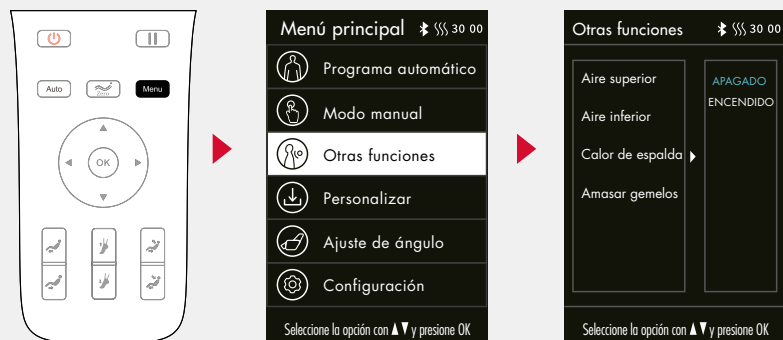 Auto
Zero
Menu
OK
Menú principal 30 00
Programa automático
Modo manual
Otras funciones
Personalizar
Ajuste de ángulo
Configuración
Seleccione la opción con ▲▼ y presione OK
Otras funciones 30 00
Aire superior
Aire inferior
Calor de espalda
Amasar gemelos
APAGADO
ENCENDIDO
Seleccione la opción con ▲▼ y presione OK